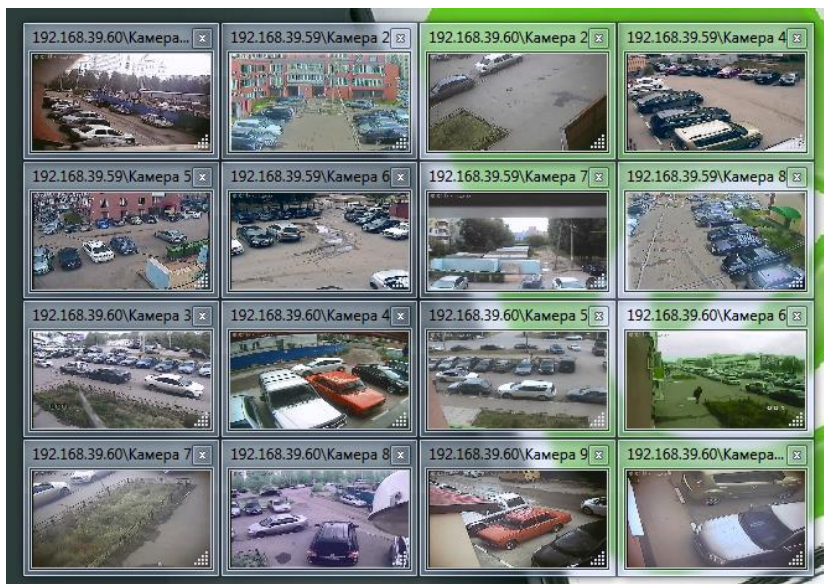 192.168.39.60\Камера...
192.168.39.59\Камера 2
192.168.39.60\Камера 2
192.168.39.59\Камера 4
192.168.39.59\Камера 5
192.168.39.59\Камера 6
192.168.39.59\Камера 7
192.168.39.59\Камера 8
192.168.39.60\Камера 3
192.168.39.60\Камера 4
192.168.39.60\Камера 5
192.168.39.60\Камера 6
192.168.39.60\Камера 7
192.168.39.60\Камера 8
192.168.39.60\Камера 9
192.168.39.60\Камера...